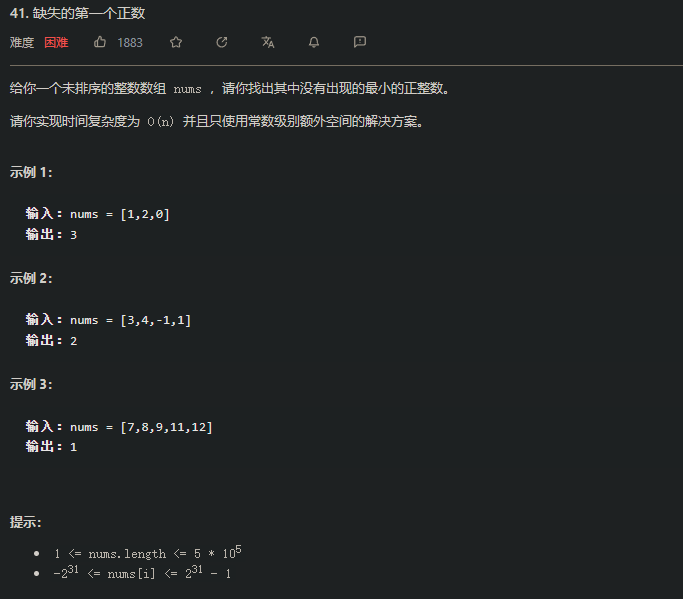 41. 缺失的第一个正数
难度 困难 1883
给你一个未排序的整数数组 nums ，请你找出其中没有出现的最小的正整数。
请你实现时间复杂度为 O(n) 并且只使用常数级别额外空间的解决方案。
示例 1：
输入：nums = [1,2,0]
输出：3
示例 2：
输入：nums = [3,4,-1,1]
输出：2
示例 3：
输入：nums = [7,8,9,11,12]
输出：1
提示：
1 <= nums.length <= 5 * 10⁵
-2³¹ <= nums[i] <= 2³¹ - 1